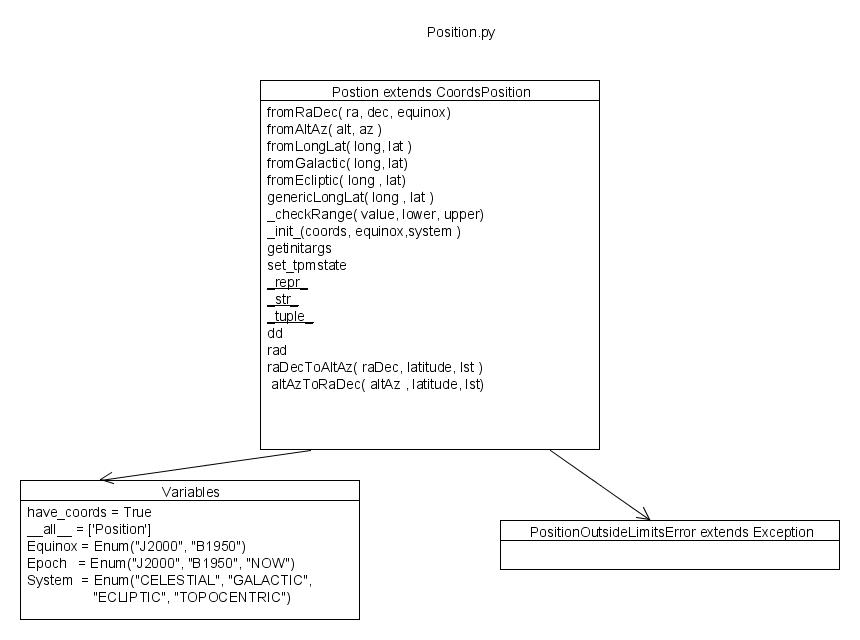 Position.py
Postion extends CoordsPosition
fromRaDec( ra, dec, equinox)
fromAltAz( alt, az )
fromLongLat( long, lat )
fromGalactic( long, lat)
fromEcliptic( long , lat)
genericLongLat( long , lat )
_checkRange( value, lower, upper)
_init_(coords, equinox,system )
getinitargs
set_tpmstate
_repr_
_str_
_tuple_
dd
rad
raDecToAltAz( raDec, latitude, lst )
altAzToRaDec( altAz , latitude, lst)
Variables
have_coords = True
__all__ = ['Position']
Equinox = Enum("J2000", "B1950")
Epoch = Enum("J2000", "B1950", "NOW")
System = Enum("CELESTIAL", "GALACTIC",
"ECLIPTIC", "TOPOCENTRIC")
PositionOutsideLimitsError extends Exception